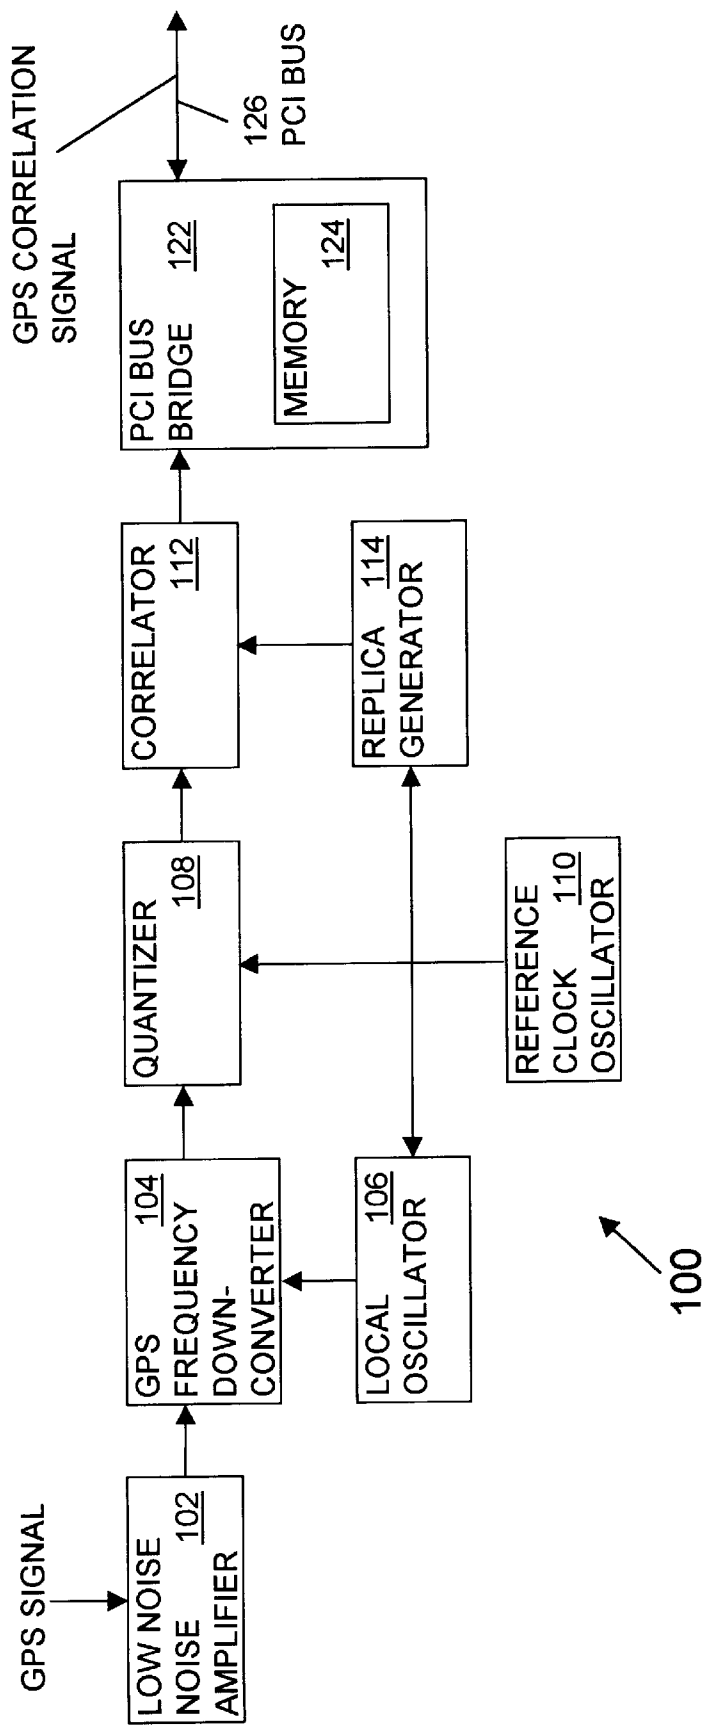 GPS SIGNAL
LOW NOISE
NOISE 102
AMPLIFIER
GPS 104
FREQUENCY
DOWN-
CONVERTER
LOCAL 106
OSCILLATOR
QUANTIZER
108
REFERENCE
CLOCK 110
OSCILLATOR
CORRELATOR
112
REPLICA 114
GENERATOR
PCI BUS
BRIDGE 122
MEMORY
124
GPS CORRELATION
SIGNAL
126
PCI BUS
100